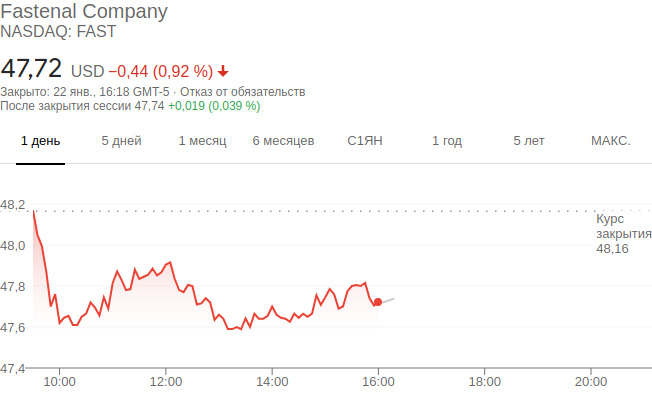 Fastenal Company
NASDAQ: FAST
47,72 USD −0,44 (0,92 %)
Закрыто: 22 янв., 16:18 GMT-5 · Отказ от обязательств
После закрытия сессии 47,74 +0,019 (0,039 %)
1 день 5 дней 1 месяц 6 месяцев С1ЯН 1 год 5 лет МАКС.
48,2
Курс
закрытия
48,16
48,0
47,8
47,6
47,4
10:00 12:00 14:00 16:00 18:00 20:00